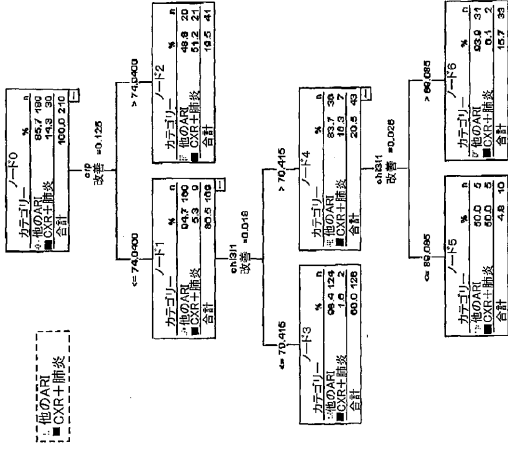 他のARI
■CXR+肺炎
ノード0
カテゴリー % n
他のARI 85.7 180
■CXR+肺炎 14.3 30
合計 100.0 210
crp
改善 =0.125
<= 74.0400
> 74.0400
ノード1
カテゴリー % n
他のARI 94.7 160
■CXR+肺炎 5.3 9
合計 80.5 169
ノード2
カテゴリー % n
他のARI 48.8 20
■CXR+肺炎 51.2 21
合計 19.5 41
chi3l1
改善 =0.018
<= 70.415
> 70.415
ノード3
カテゴリー % n
他のARI 98.4 124
■CXR+肺炎 1.6 2
合計 60.0 126
ノード4
カテゴリー % n
他のARI 83.7 36
■CXR+肺炎 16.3 7
合計 20.5 43
chi3l1
改善 =0.026
<= 89.085
> 89.085
ノード5
カテゴリー % n
他のARI 50.0 5
■CXR+肺炎 50.0 5
合計 4.8 10
ノード6
カテゴリー % n
他のARI 93.9 31
■CXR+肺炎 6.1 2
合計 15.7 33